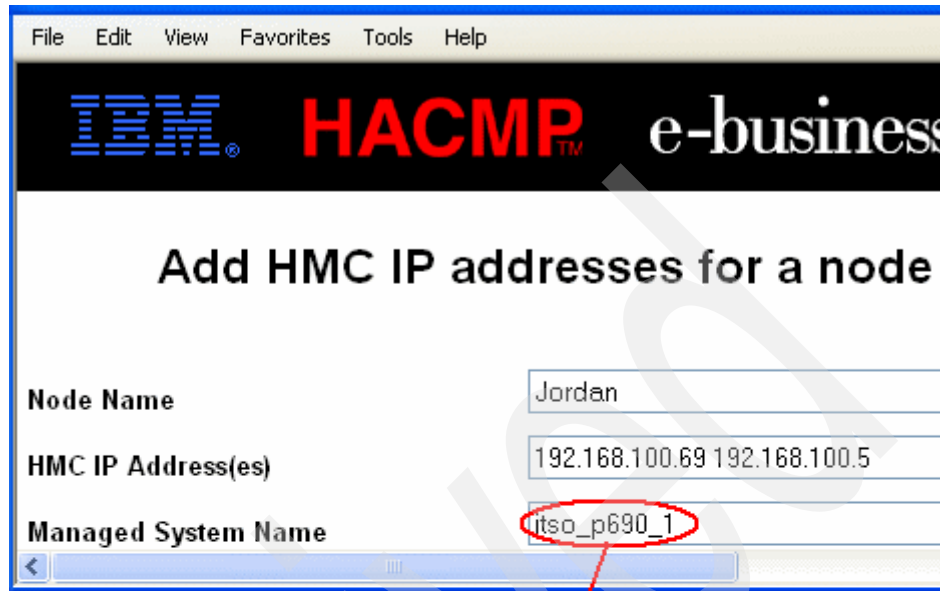 File Edit View Favorites Tools Help
IBM® HACMP™ e-business
Add HMC IP addresses for a node
Node Name Jordan
HMC IP Address(es) 192.168.100.69 192.168.100.5
Managed System Name itso_p690_1